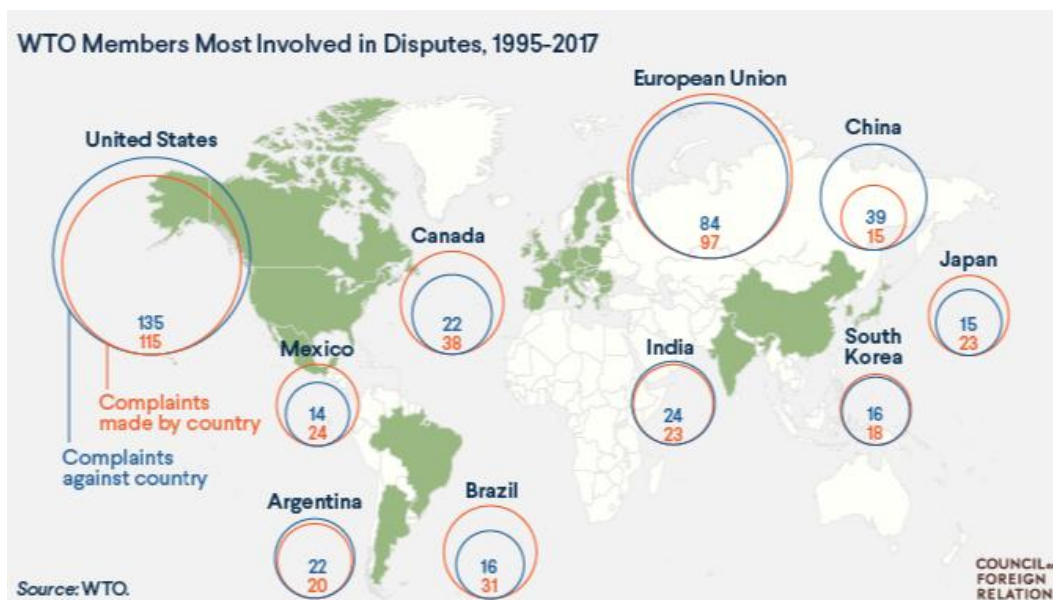 WTO Members Most Involved in Disputes, 1995-2017
European Union
84
97
United States
135
115
China
39
15
Canada
22
38
Japan
15
23
Mexico
14
24
India
24
23
South
Korea
16
18
Complaints
made by country
Complaints
against country
Argentina
22
20
Brazil
16
31
Source: WTO.
COUNCIL
FOREIGN
RELATION